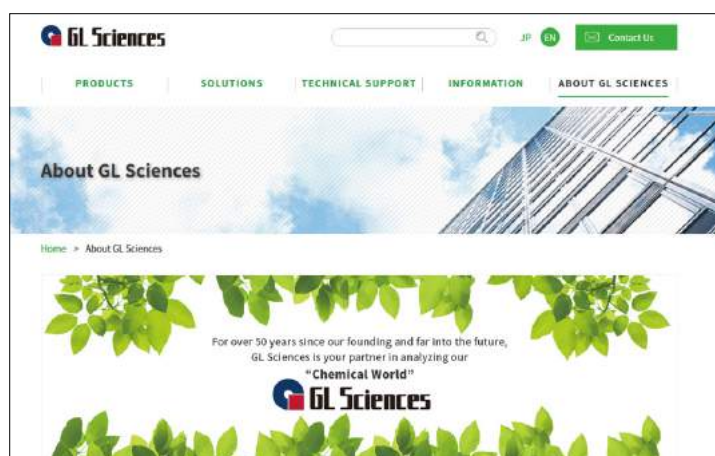 GL Sciences
JP EN Contact Us
PRODUCTS SOLUTIONS TECHNICAL SUPPORT INFORMATION ABOUT GL SCIENCES
About GL Sciences
Home > About GL Sciences
For over 50 years since our founding and far into the future,
GL Sciences is your partner in analyzing our
“Chemical World”
GL Sciences